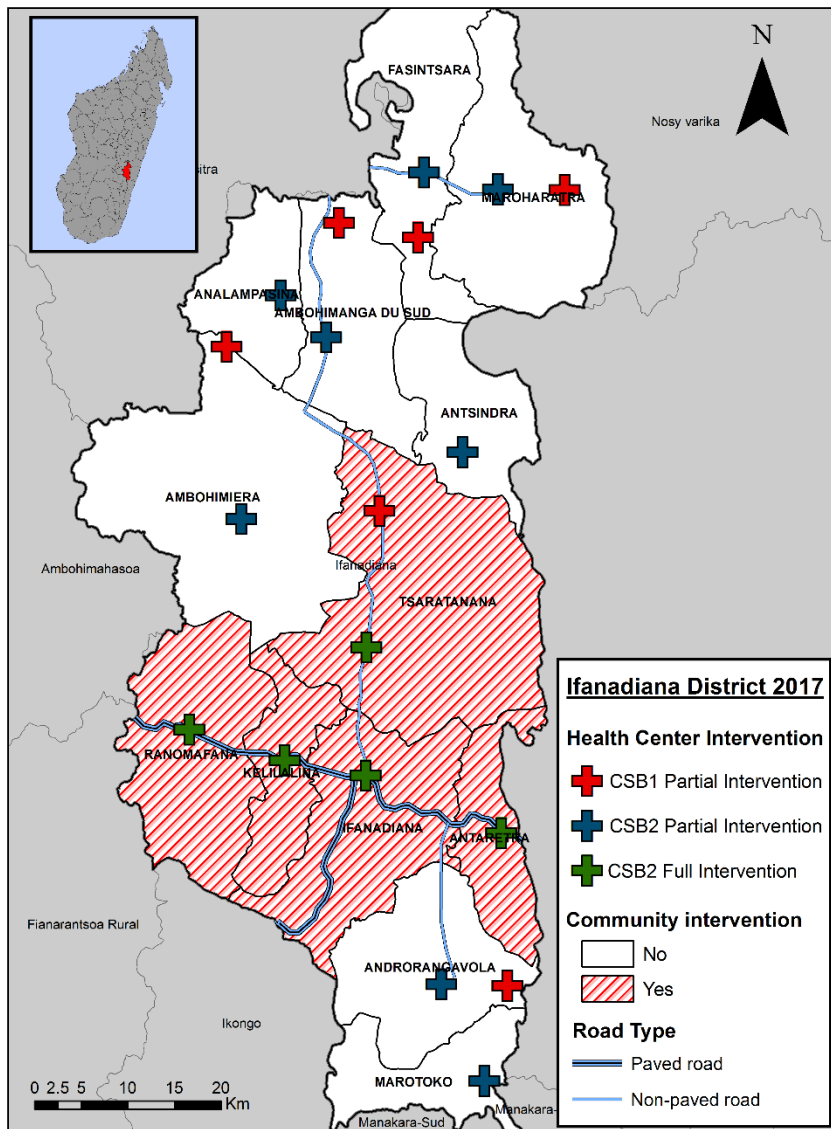 N
FASINTSARA
Nosy varika
sitra
MAROHARATRA
ANALAMPASINA
AMBOHIMANGA DU SUD
ANTSINDRA
AMBOHIMIERA
Ambohimahasoa
Ifanadiana
TSARATANANA
RANOMAFANA
KELILALINA
IFANADIANA
ANTARETRA
Fianarantsoa Rural
ANDRORANGAVOLA
Ikongo
MAROTOKO
Manakara-Sud
Manakara-
0 2.5 5 10 15 20
Km
Ifanadiana District 2017
Health Center Intervention
CSB1 Partial Intervention
CSB2 Partial Intervention
CSB2 Full Intervention
Community intervention
No
Yes
Road Type
Paved road
Non-paved road